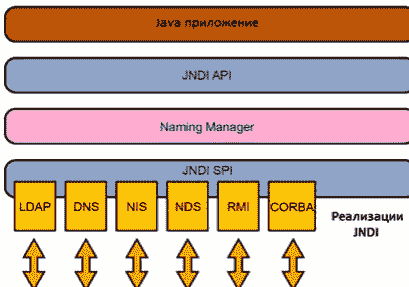 Java приложение
JNDI API
Naming Manager
JNDI SPI
LDAP DNS NIS NDS RMI CORBA
Реализации
JNDI